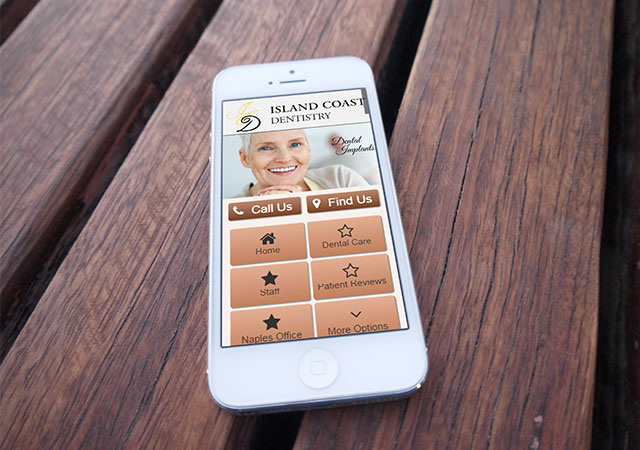 ISLAND COAST
DENTISTRY
Dental
Implants
Call Us
Find Us
Home
Dental Care
Staff
Patient Reviews
Naples Office
More Options